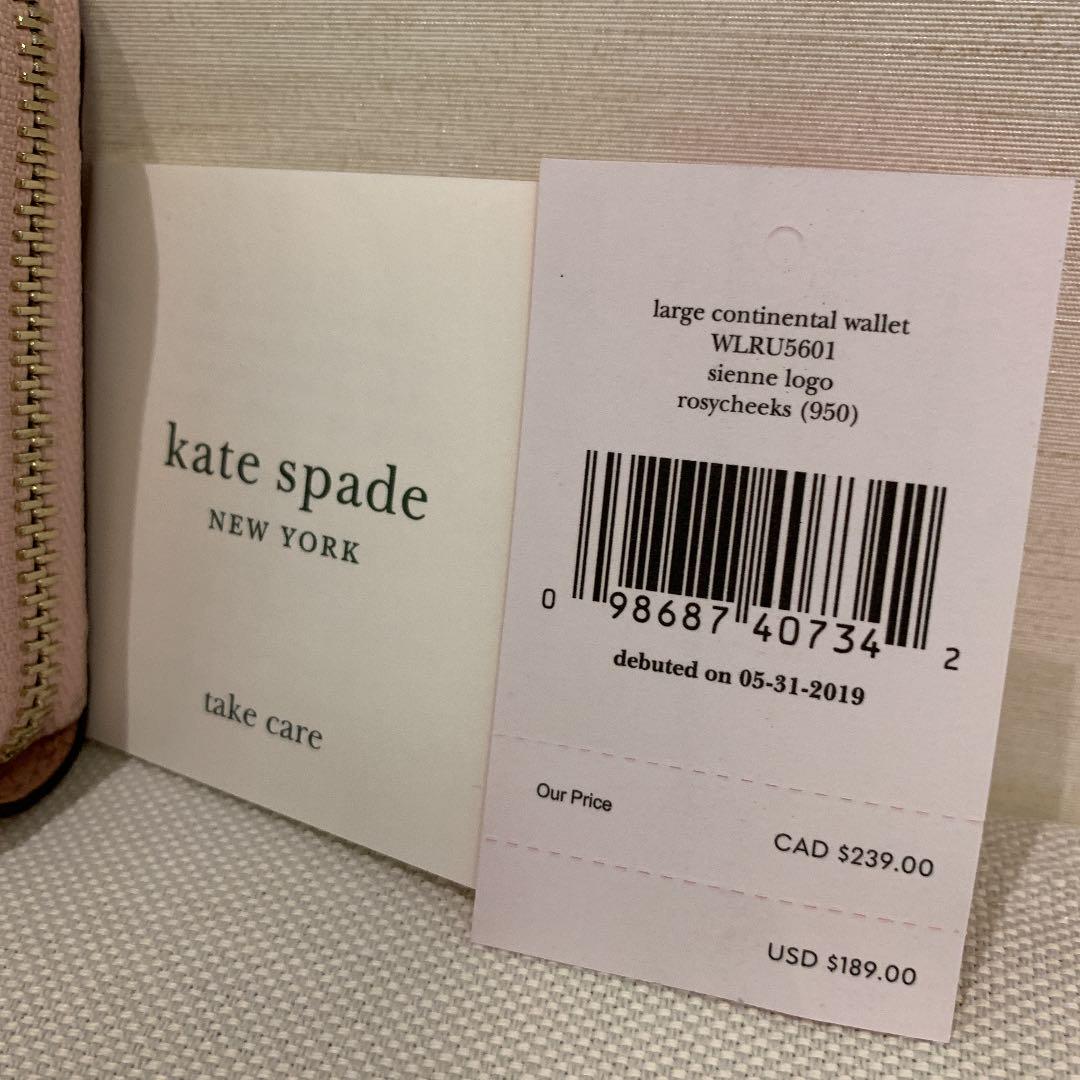 kate spade
NEW YORK
take care
large continental wallet
WLRU5601
sienne logo
rosycheeks (950)
0 98687 40734 2
debuted on 05-31-2019
Our Price
CAD $239.00
USD $189.00